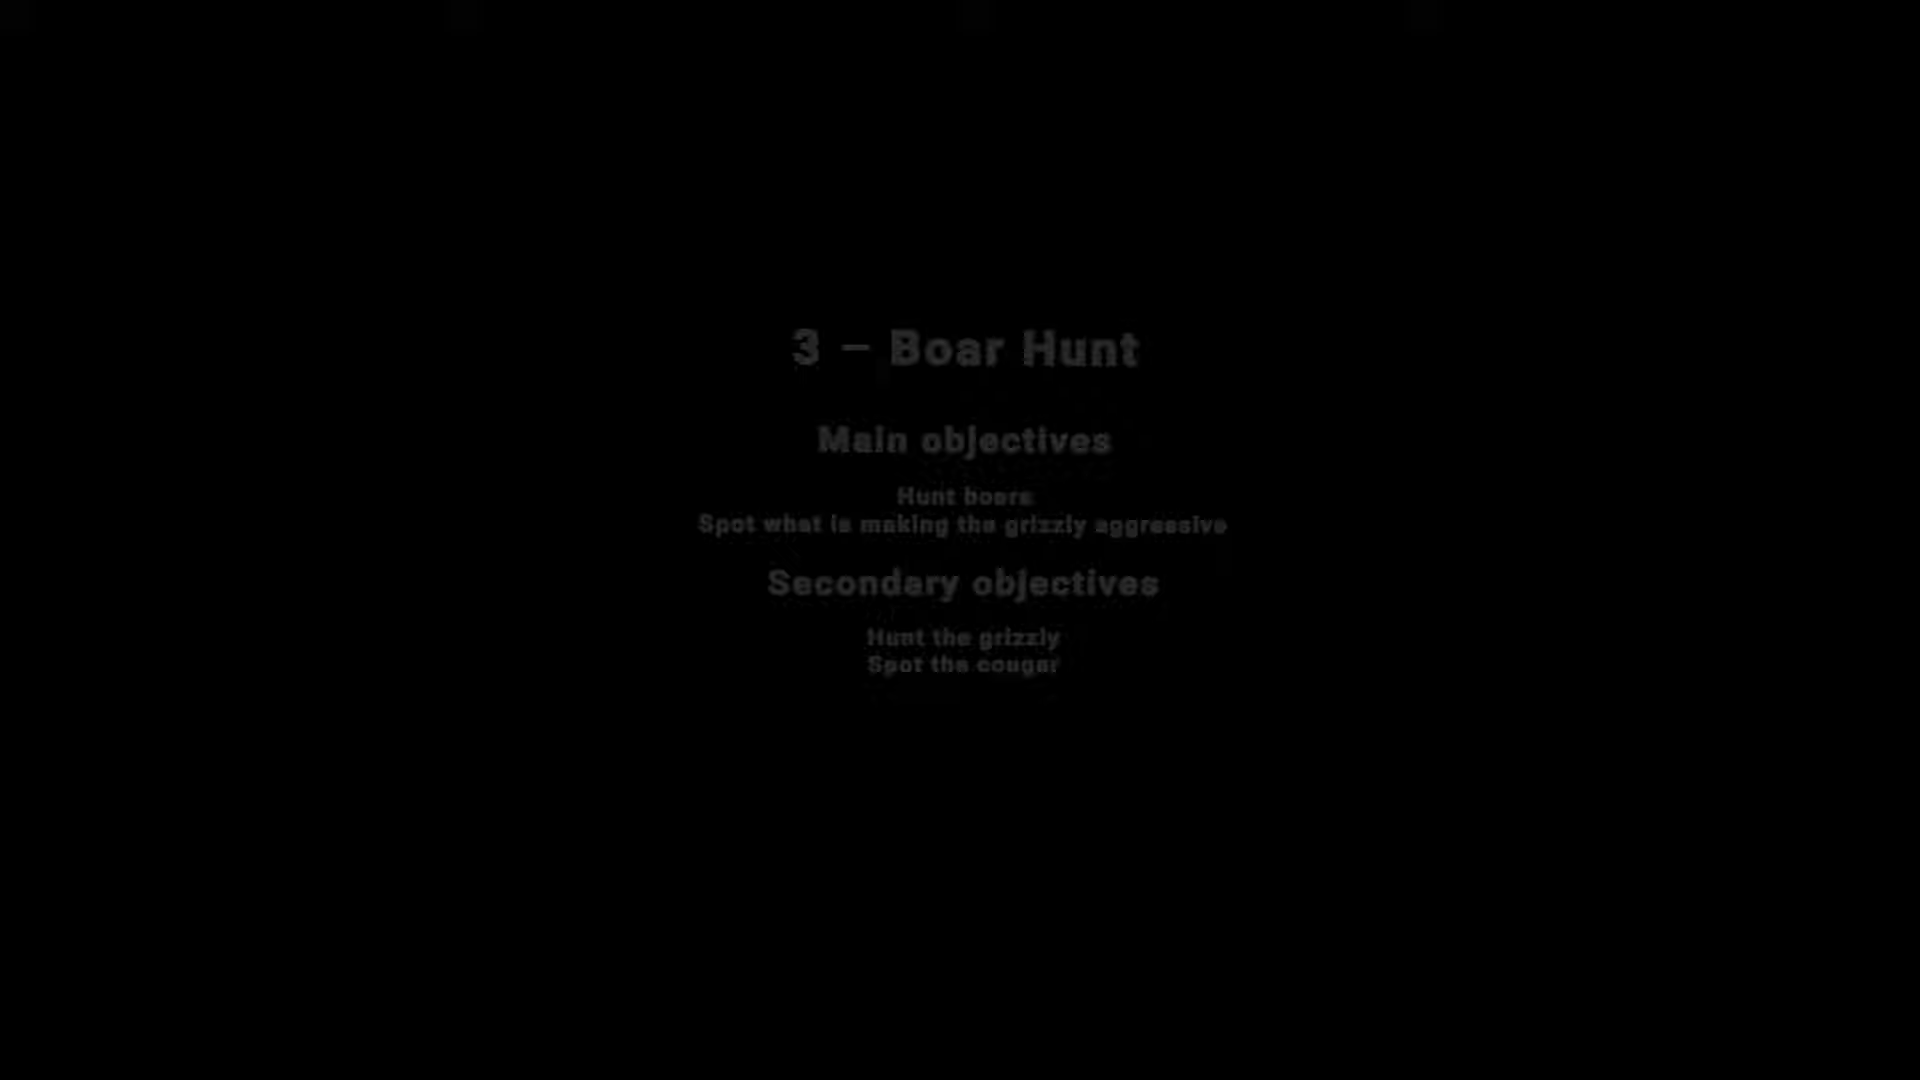 3 – Boar Hunt
Main objectives
Hunt boars
Spot what is making the grizzly aggressive
Secondary objectives
Hunt the grizzly
Spot the cougar